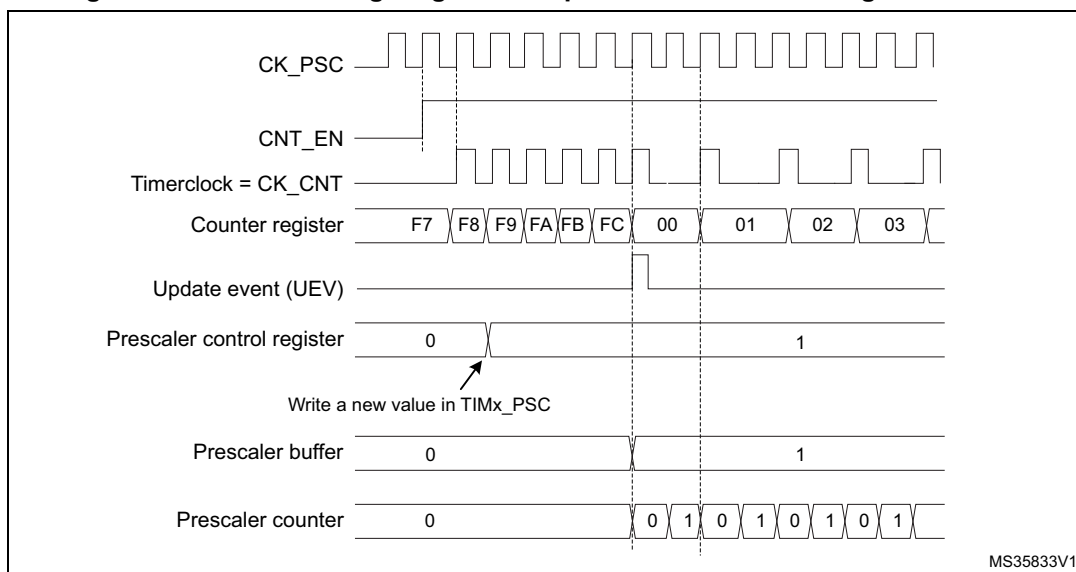 CK_PSC
CNT_EN
Timerclock = CK_CNT
Counter register F7 F8 F9 FA FB FC 00 01 02 03
Update event (UEV)
Prescaler control register 0 1
Write a new value in TIMx_PSC
Prescaler buffer 0 1
Prescaler counter 0 0 1 0 1 0 1 0 1
MS35833V1